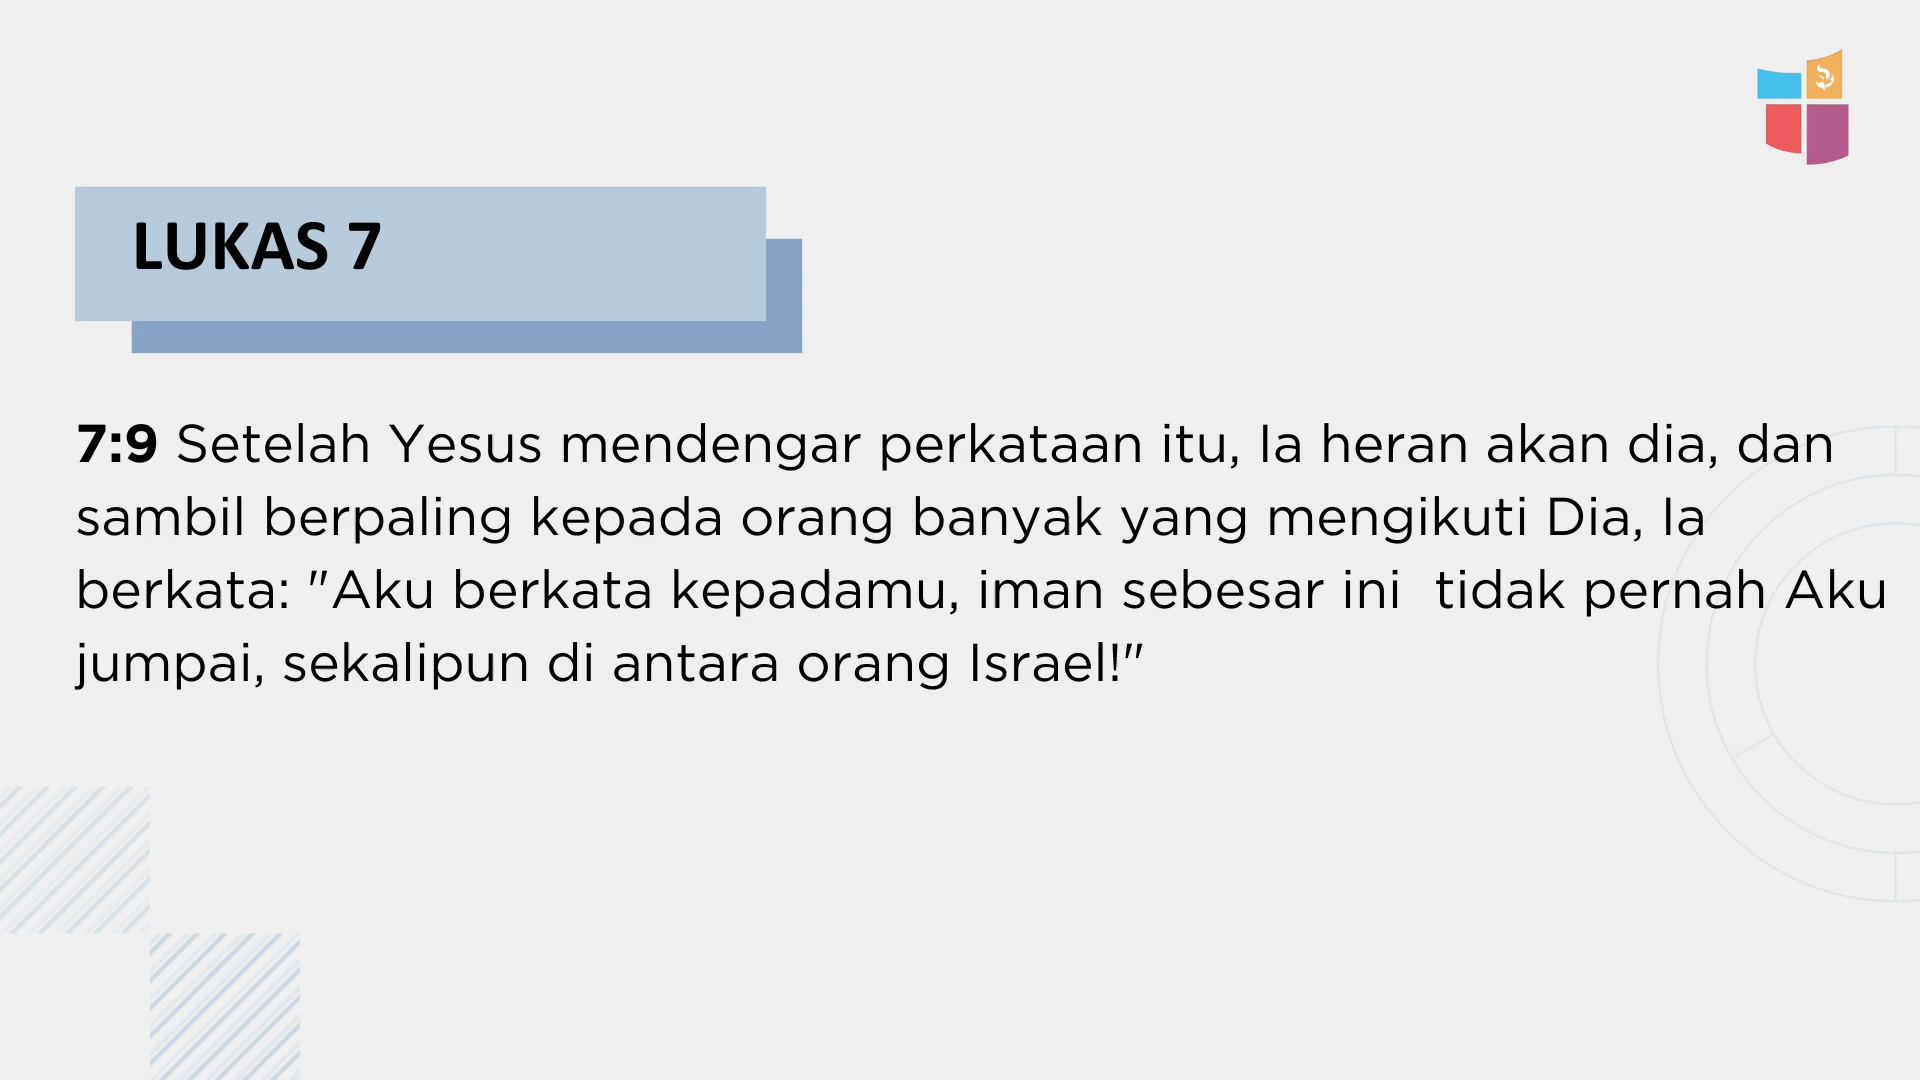 LUKAS 7
7:9 Setelah Yesus mendengar perkataan itu, Ia heran akan dia, dan
sambil berpaling kepada orang banyak yang mengikuti Dia, Ia
berkata: "Aku berkata kepadamu, iman sebesar ini  tidak pernah Aku
jumpai, sekalipun di antara orang Israel!"